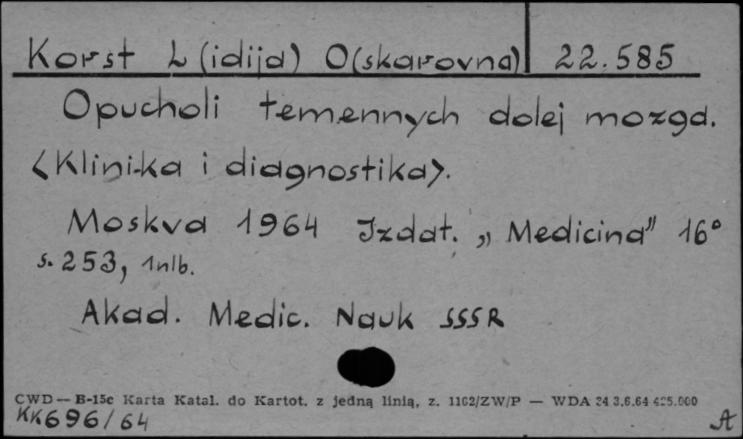 Korst L(idija) O(skarovna) 22.585
Opucholi temennych dolej mozga.
<Klinika i diagnostika>.
Moskva 1964 Izdat. „Medicina" 16°
s. 253, 1nlb.
Akad. Medic. Nauk SSSR
CWD — B-15c Karta Katal. do Kartot. z jedną linią, z. 1162/ZW/P — WDA 24 3.6.64
KK696/64
A